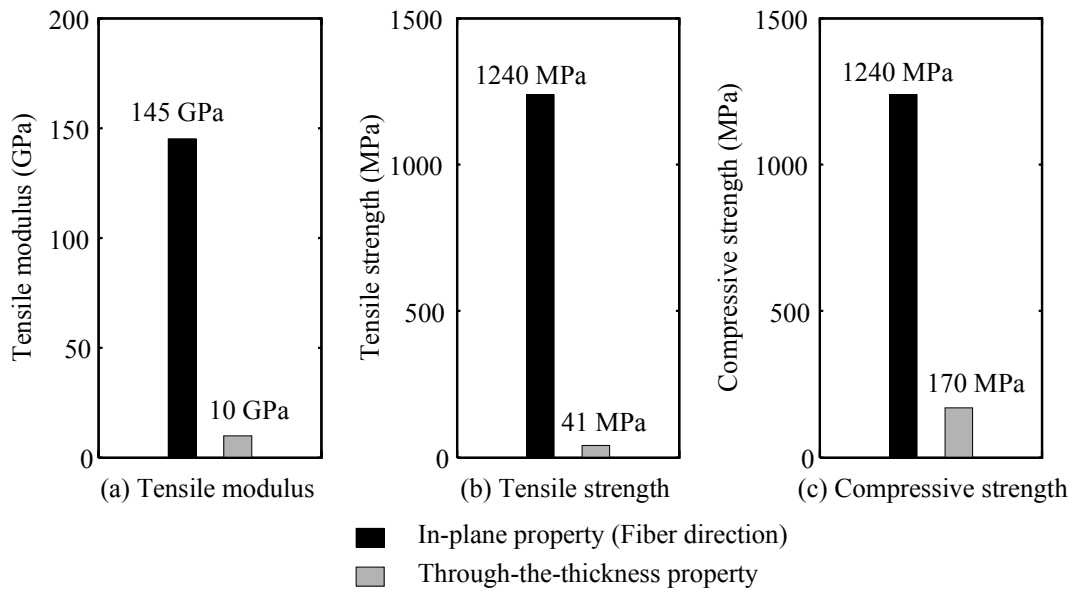 Tensile modulus (GPa)
200
150
100
50
0
145 GPa
10 GPa
(a) Tensile modulus
Tensile strength (MPa)
1500
1000
500
0
1240 MPa
41 MPa
(b) Tensile strength
Compressive strength (MPa)
1500
1000
500
0
1240 MPa
170 MPa
(c) Compressive strength
In-plane property (Fiber direction)
Through-the-thickness property